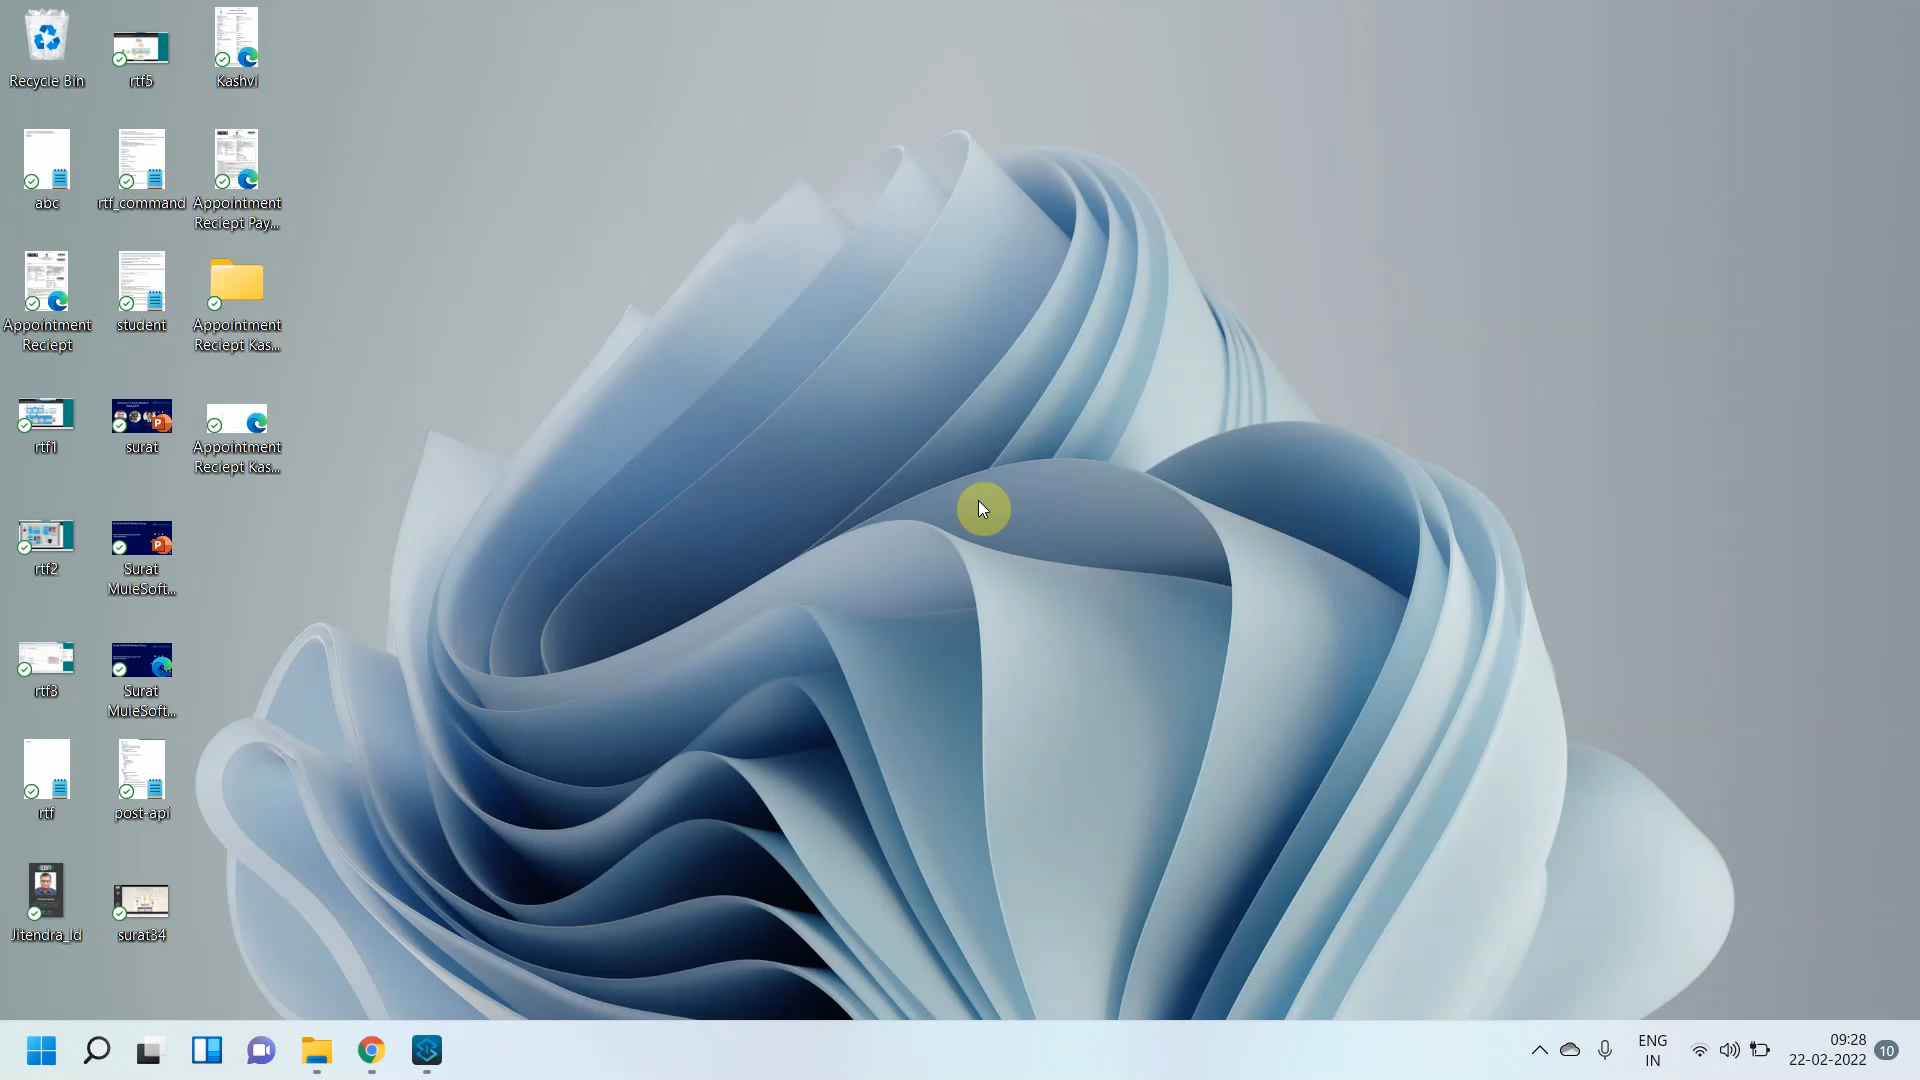 Recycle Bin
rtf5
Kashvi
abc
rtf_command
Appointment
Reciept Pay...
Appointment
Reciept
student
Appointment
Reciept Kas...
rtf1
surat
Appointment
Reciept Kas...
rtf2
Surat
MuleSoft...
rtf3
Surat
MuleSoft...
rtf
post-api
Jitendra_Id
surat34
ENG
IN
09:28
22-02-2022
10